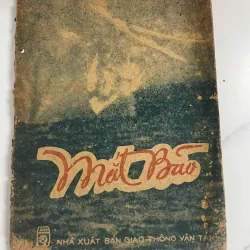 Mắt Bão
NHÀ XUẤT BẢN GIAO THÔNG VẬN TẢI